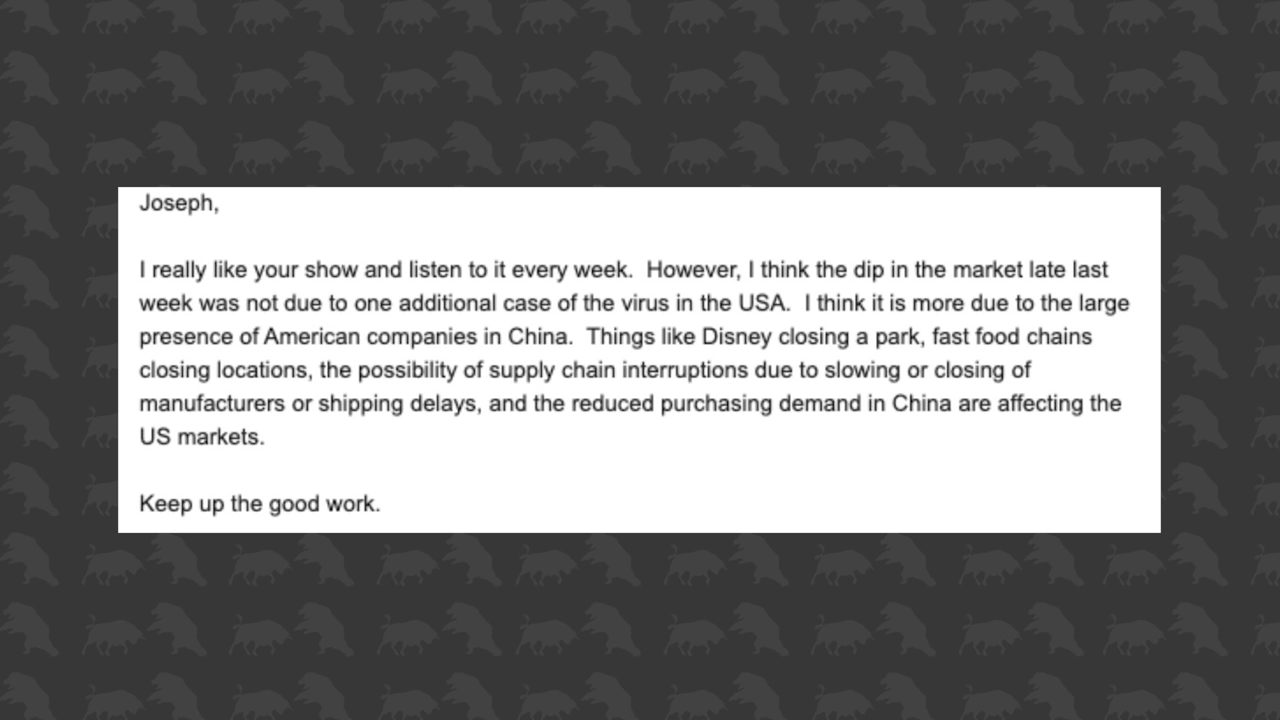 Joseph,
I really like your show and listen to it every week.  However, I think the dip in the market late last
week was not due to one additional case of the virus in the USA.  I think it is more due to the large
presence of American companies in China.  Things like Disney closing a park, fast food chains
closing locations, the possibility of supply chain interruptions due to slowing or closing of
manufacturers or shipping delays, and the reduced purchasing demand in China are affecting the
US markets.
Keep up the good work.